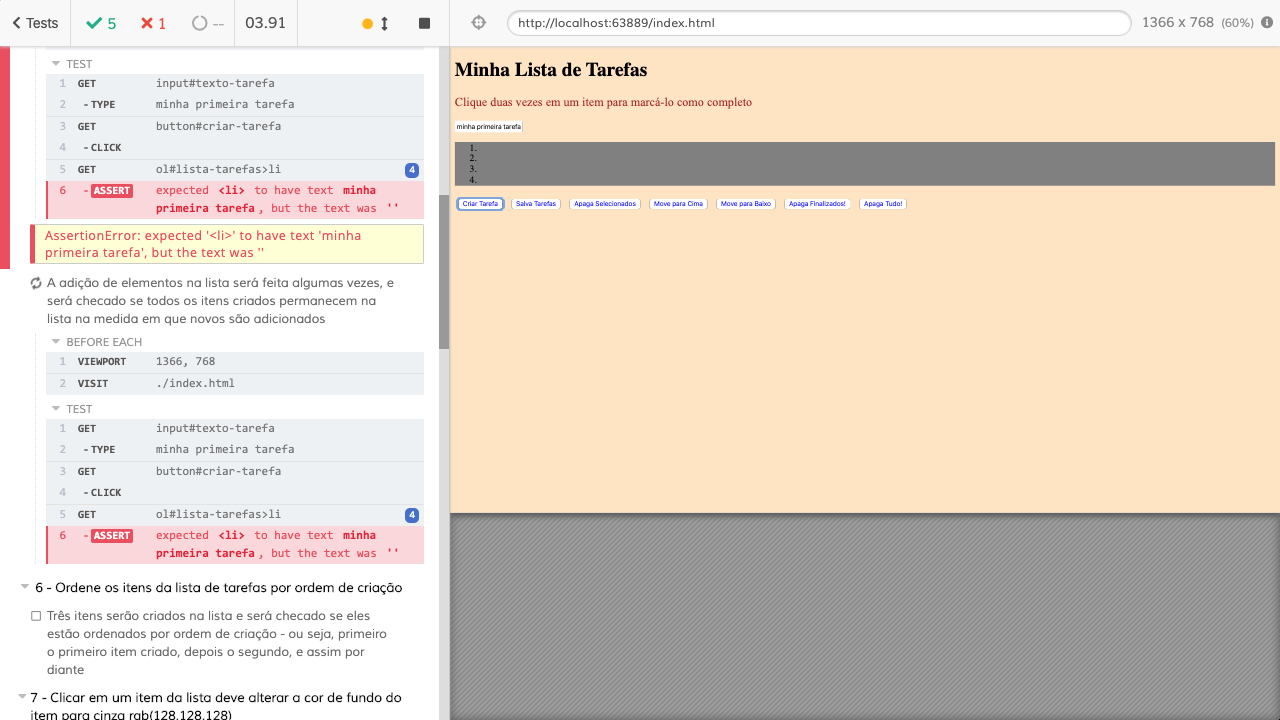 Tests 5 1 -- 03.91
http://localhost:63889/index.html 1366 x 768 (60%)
TEST
1 GET input#texto-tarefa
2 - TYPE minha primeira tarefa
3 GET button#criar-tarefa
4 - CLICK
5 GET ol#lista-tarefas>li 4
6 - ASSERT expected <li> to have text minha
primeira tarefa, but the text was ''
AssertionError: expected '<li>' to have text 'minha
primeira tarefa', but the text was ''
A adição de elementos na lista será feita algumas vezes, e
será checado se todos os itens criados permanecem na
lista na medida em que novos são adicionados
BEFORE EACH
1 VIEWPORT 1366, 768
2 VISIT ./index.html
TEST
1 GET input#texto-tarefa
2 - TYPE minha primeira tarefa
3 GET button#criar-tarefa
4 - CLICK
5 GET ol#lista-tarefas>li 4
6 - ASSERT expected <li> to have text minha
primeira tarefa, but the text was ''
6 - Ordene os itens da lista de tarefas por ordem de criação
Três itens serão criados na lista e será checado se eles
estão ordenados por ordem de criação - ou seja, primeiro
o primeiro item criado, depois o segundo, e assim por
diante
7 - Clicar em um item da lista deve alterar a cor de fundo do
item para cinza rgb(128,128,128)
Minha Lista de Tarefas
Clique duas vezes em um item para marcá-lo como completo
minha primeira tarefa
1.
2.
3.
4.
Criar Tarefa Salva Tarefas Apaga Selecionados Move para Cima Move para Baixo Apaga Finalizados! Apaga Tudo!